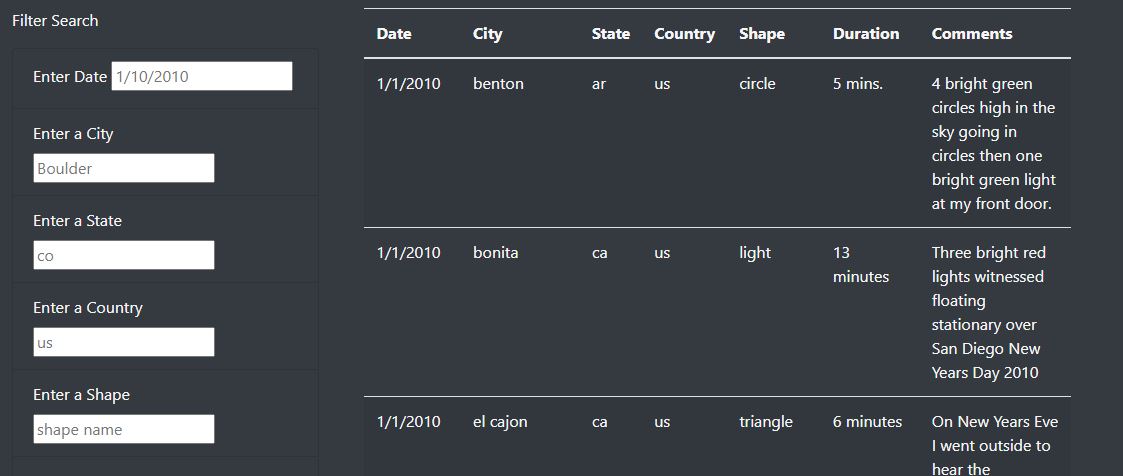 Filter Search
Enter Date 1/10/2010
Enter a City
Boulder
Enter a State
co
Enter a Country
us
Enter a Shape
shape name
Date City State Country Shape Duration Comments
1/1/2010 benton ar us circle 5 mins. 4 bright green
circles high in the
sky going in
circles then one
bright green light
at my front door.
1/1/2010 bonita ca us light 13 Three bright red
minutes lights witnessed
floating
stationary over
San Diego New
Years Day 2010
1/1/2010 el cajon ca us triangle 6 minutes On New Years Eve
I went outside to
hear the